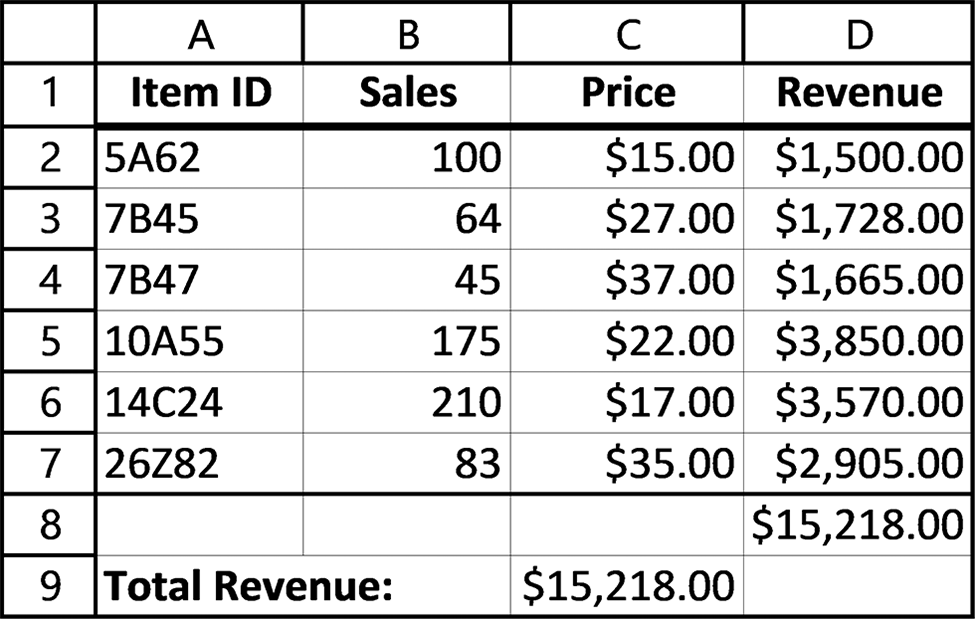 A B C D
1 Item ID Sales Price Revenue
2 5A62 100 $15.00 $1,500.00
3 7B45 64 $27.00 $1,728.00
4 7B47 45 $37.00 $1,665.00
5 10A55 175 $22.00 $3,850.00
6 14C24 210 $17.00 $3,570.00
7 26Z82 83 $35.00 $2,905.00
8 $15,218.00
9 Total Revenue: $15,218.00